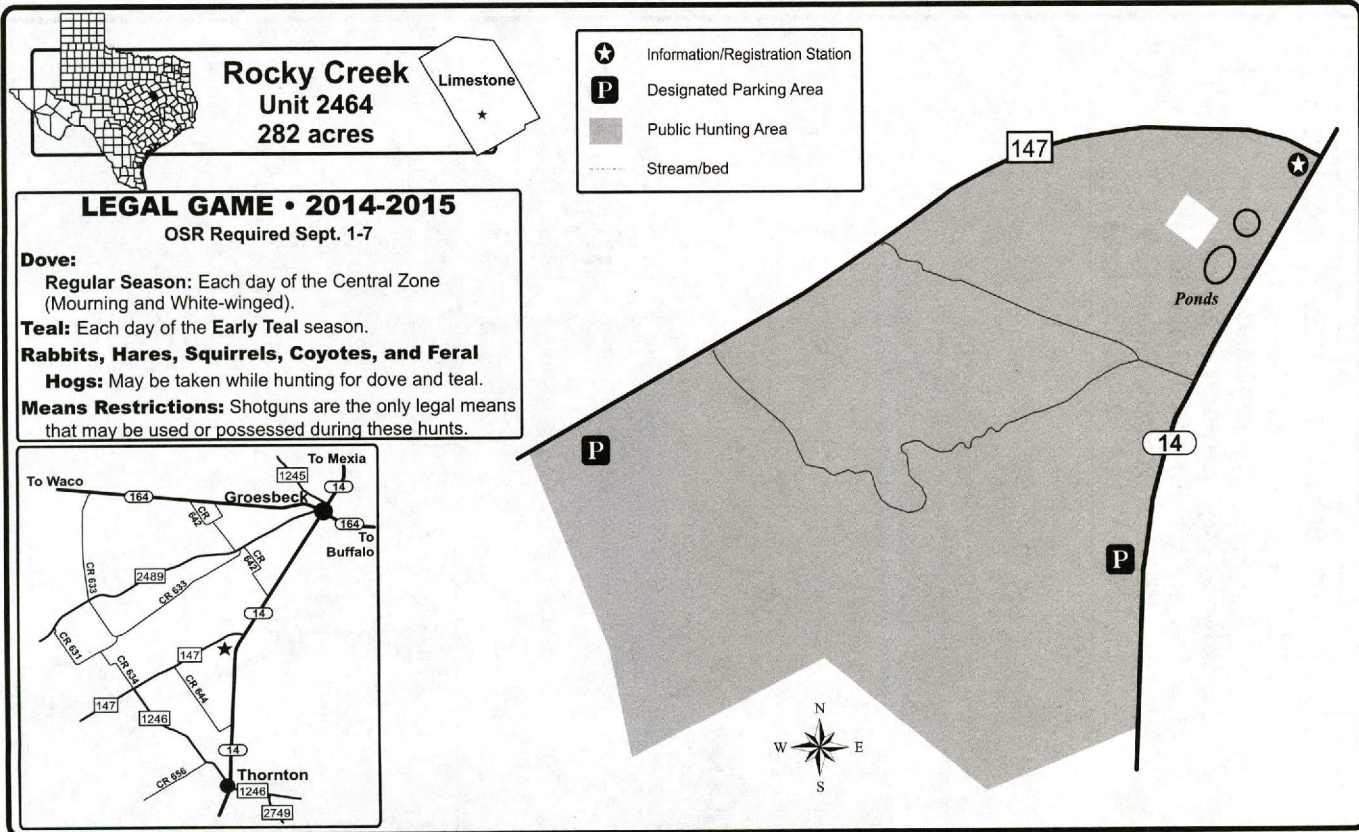 Rocky Creek
Unit 2464
282 acres
Limestone
Information/Registration Station
P
Designated Parking Area
Public Hunting Area
Stream/bed
LEGAL GAME • 2014-2015
OSR Required Sept. 1-7
Dove:
Regular Season: Each day of the Central Zone
(Mourning and White-winged).
Teal: Each day of the Early Teal season.
Rabbits, Hares, Squirrels, Coyotes, and Feral
Hogs: May be taken while hunting for dove and teal.
Means Restrictions: Shotguns are the only legal means
that may be used or possessed during these hunts.
147
Ponds
14
P
P
N
W
E
S
To Mexia
1245
14
To Waco
164
Groesbeck
CR
642
164
To
Buffalo
CR
642
2489
CR 633
CR 633
14
CR 631
147
CR 634
CR 644
147
1246
14
Thornton
CR 656
1246
2749